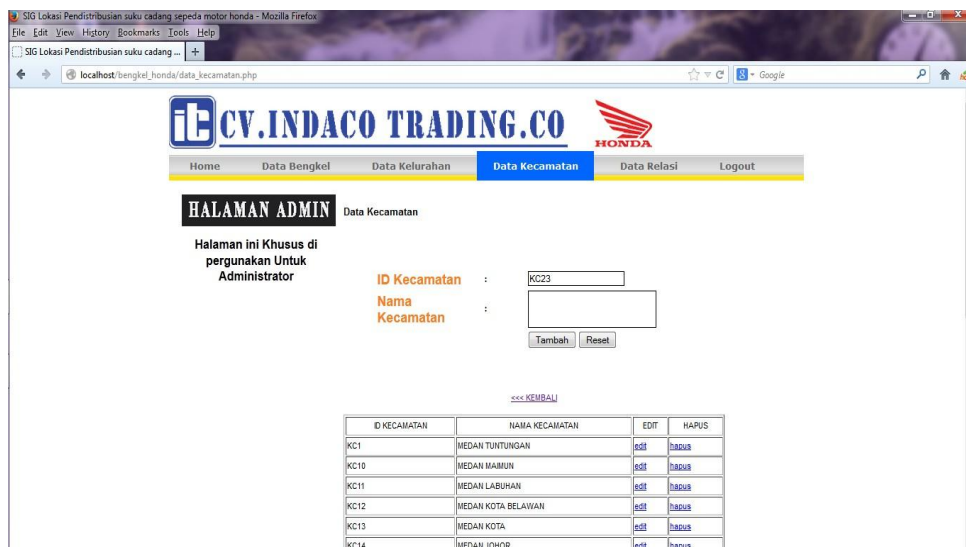 SIG Lokasi Pendistribusian suku cadang sepeda motor honda - Mozilla Firefox
File Edit View History Bookmarks Tools Help
SIG Lokasi Pendistribusian suku cadang ... +
localhost/bengkel_honda/data_kecamatan.php Google
itc CV.INDACO TRADING.CO HONDA
Home Data Bengkel Data Kelurahan Data Kecamatan Data Relasi Logout
HALAMAN ADMIN Data Kecamatan
Halaman ini Khusus di
pergunakan Untuk
Administrator
ID Kecamatan : KC23
Nama
Kecamatan :
Tambah Reset
<<< KEMBALI
ID KECAMATAN NAMA KECAMATAN EDIT HAPUS
KC1 MEDAN TUNTUNGAN edit hapus
KC10 MEDAN MAIMUN edit hapus
KC11 MEDAN LABUHAN edit hapus
KC12 MEDAN KOTA BELAWAN edit hapus
KC13 MEDAN KOTA edit hapus
KC14 MEDAN JOHOR edit hapus